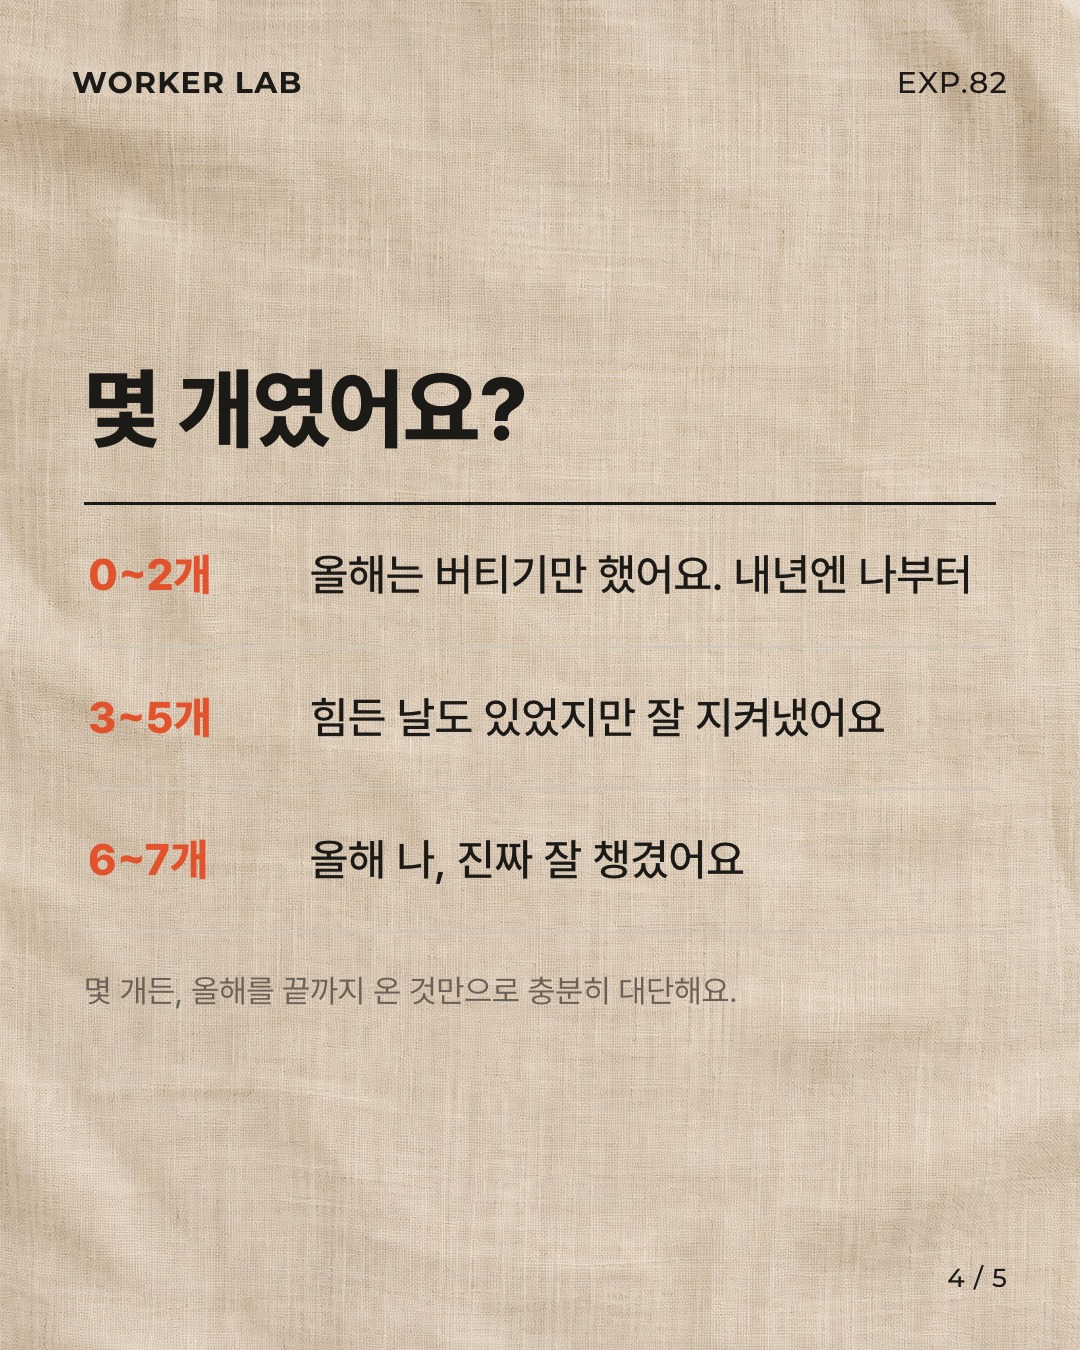 WORKER LAB
EXP.82
몇 개였어요?
0~2개
올해는 버티기만 했어요. 내년엔 나부터
3~5개
힘든 날도 있었지만 잘 지켜냈어요
6~7개
올해 나, 진짜 잘 챙겼어요
몇 개든, 올해를 끝까지 온 것만으로 충분히 대단해요.
4 / 5